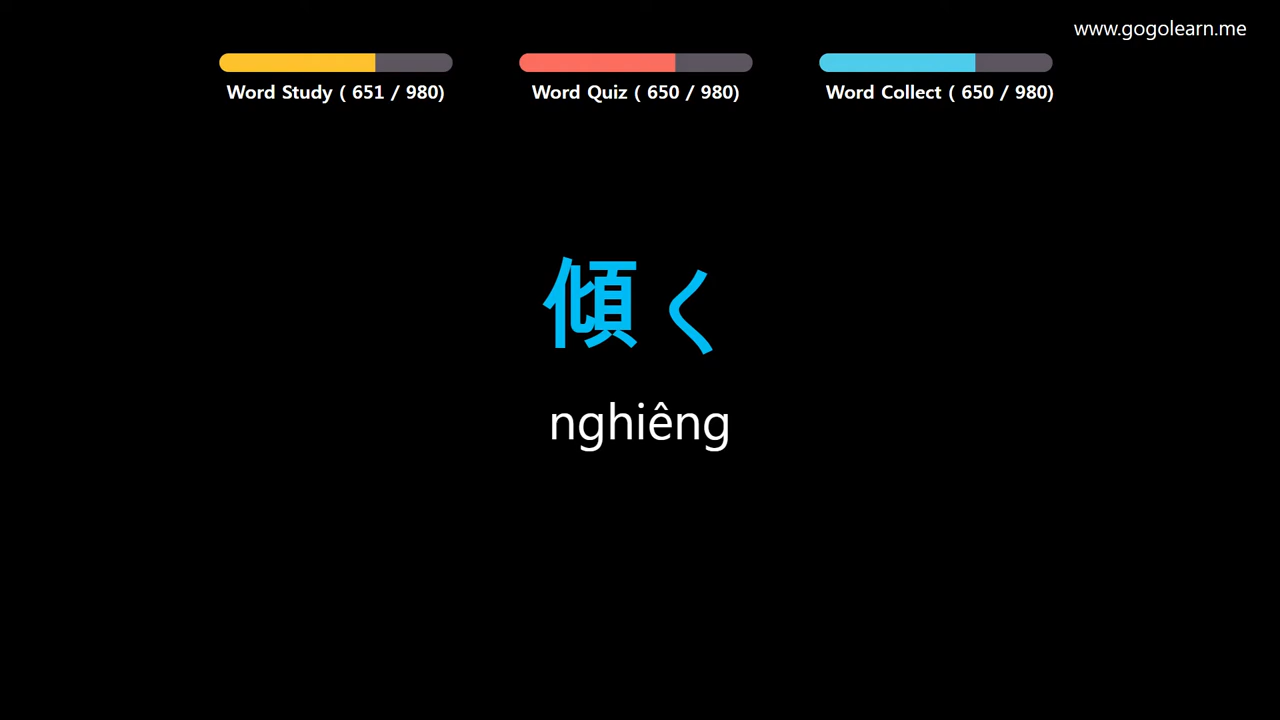 www.gogolearn.me
Word Study ( 651 / 980)
Word Quiz ( 650 / 980)
Word Collect ( 650 / 980)
傾く
nghiêng